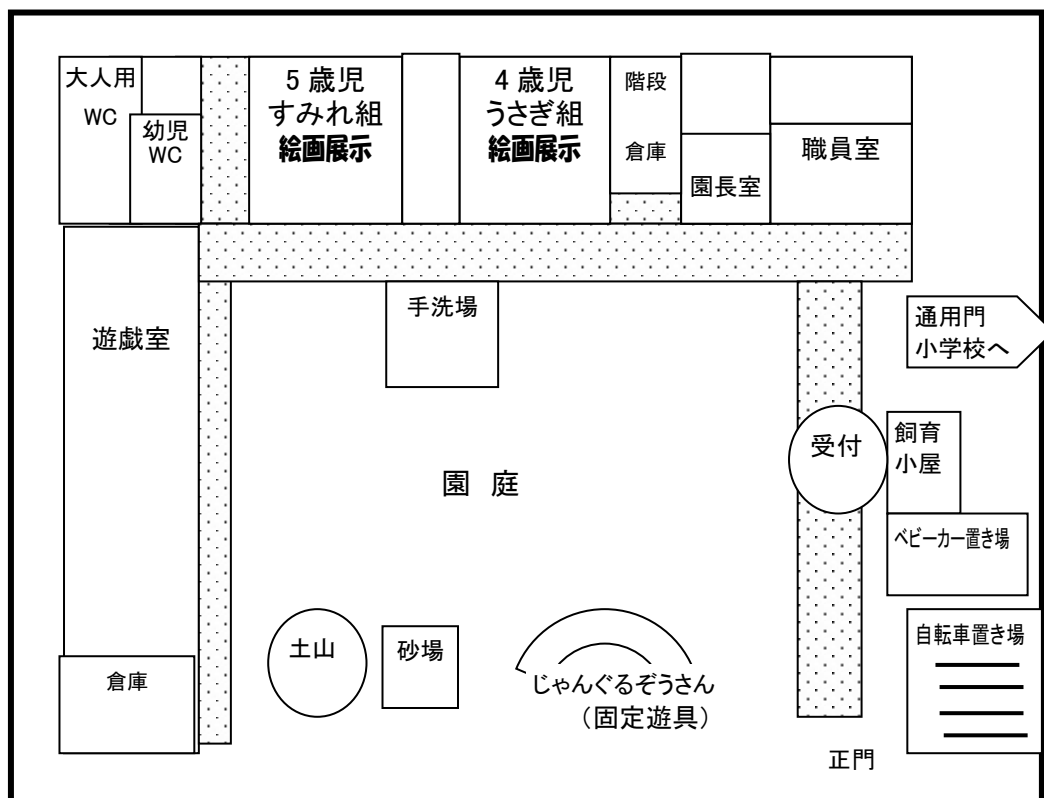 大人用
WC
幼児
WC
5 歳児
すみれ組
絵画展示
4 歳児
うさぎ組
絵画展示
階段
倉庫
園長室
職員室
遊戯室
手洗場
通用門
小学校へ
受付
飼育
小屋
園 庭
ベビーカー置き場
土山
砂場
じゃんぐるぞうさん
（固定遊具）
自転車置き場
倉庫
正門